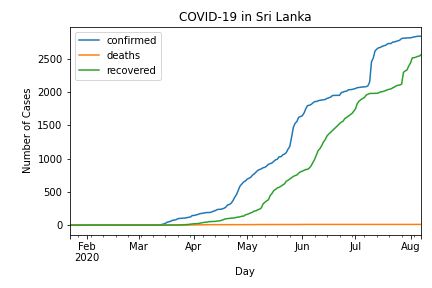 COVID-19 in Sri Lanka
confirmed
deaths
recovered
Number of Cases
2500
2000
1500
1000
500
0
Feb Mar Apr May Jun Jul Aug
2020
Day